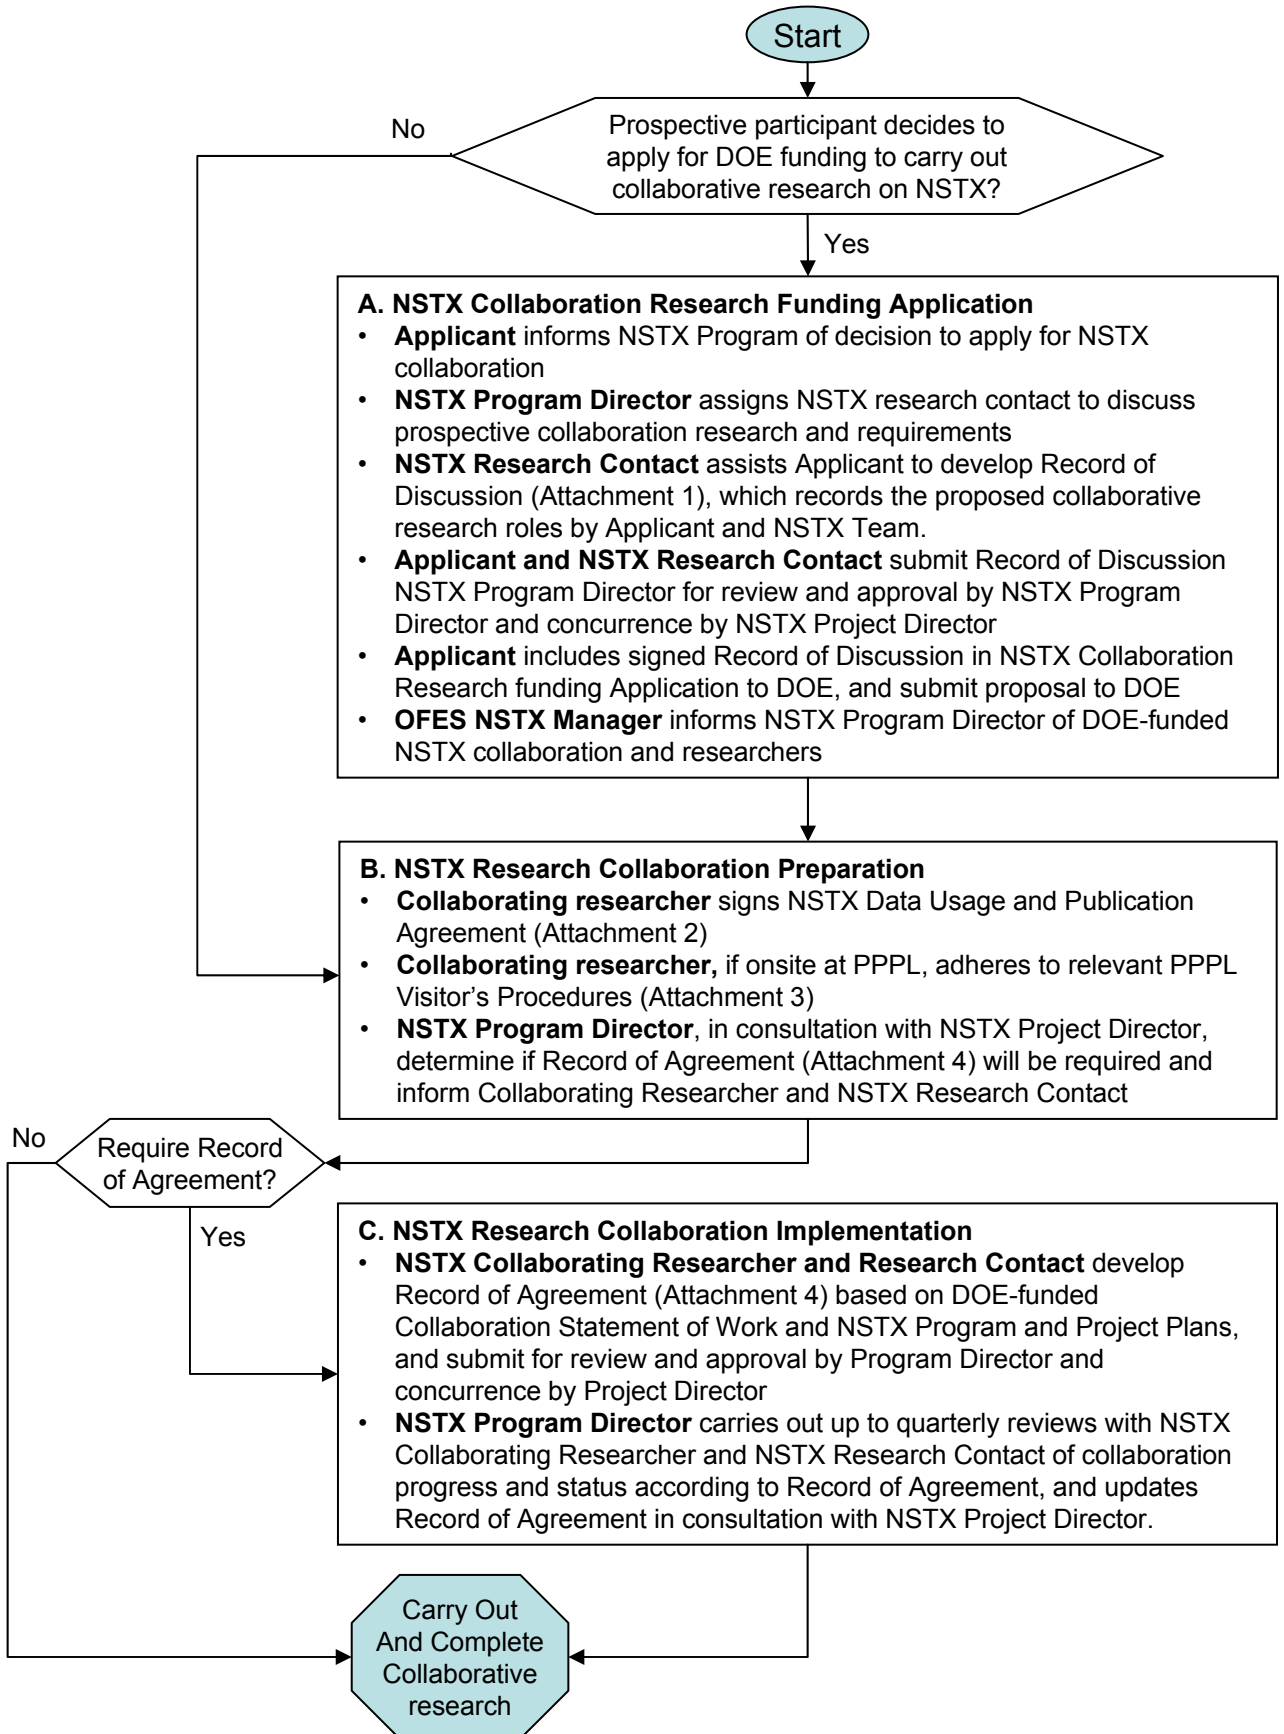 Start
No
Prospective participant decides to
apply for DOE funding to carry out
collaborative research on NSTX?
Yes
A. NSTX Collaboration Research Funding Application
• Applicant informs NSTX Program of decision to apply for NSTX
collaboration
• NSTX Program Director assigns NSTX research contact to discuss
prospective collaboration research and requirements
• NSTX Research Contact assists Applicant to develop Record of
Discussion (Attachment 1), which records the proposed collaborative
research roles by Applicant and NSTX Team.
• Applicant and NSTX Research Contact submit Record of Discussion
NSTX Program Director for review and approval by NSTX Program
Director and concurrence by NSTX Project Director
• Applicant includes signed Record of Discussion in NSTX Collaboration
Research funding Application to DOE, and submit proposal to DOE
• OFES NSTX Manager informs NSTX Program Director of DOE-funded
NSTX collaboration and researchers
B. NSTX Research Collaboration Preparation
• Collaborating researcher signs NSTX Data Usage and Publication
Agreement (Attachment 2)
• Collaborating researcher, if onsite at PPPL, adheres to relevant PPPL
Visitor’s Procedures (Attachment 3)
• NSTX Program Director, in consultation with NSTX Project Director,
determine if Record of Agreement (Attachment 4) will be required and
inform Collaborating Researcher and NSTX Research Contact
No
Require Record
of Agreement?
Yes
C. NSTX Research Collaboration Implementation
• NSTX Collaborating Researcher and Research Contact develop
Record of Agreement (Attachment 4) based on DOE-funded
Collaboration Statement of Work and NSTX Program and Project Plans,
and submit for review and approval by Program Director and
concurrence by Project Director
• NSTX Program Director carries out up to quarterly reviews with NSTX
Collaborating Researcher and NSTX Research Contact of collaboration
progress and status according to Record of Agreement, and updates
Record of Agreement in consultation with NSTX Project Director.
Carry Out
And Complete
Collaborative
research